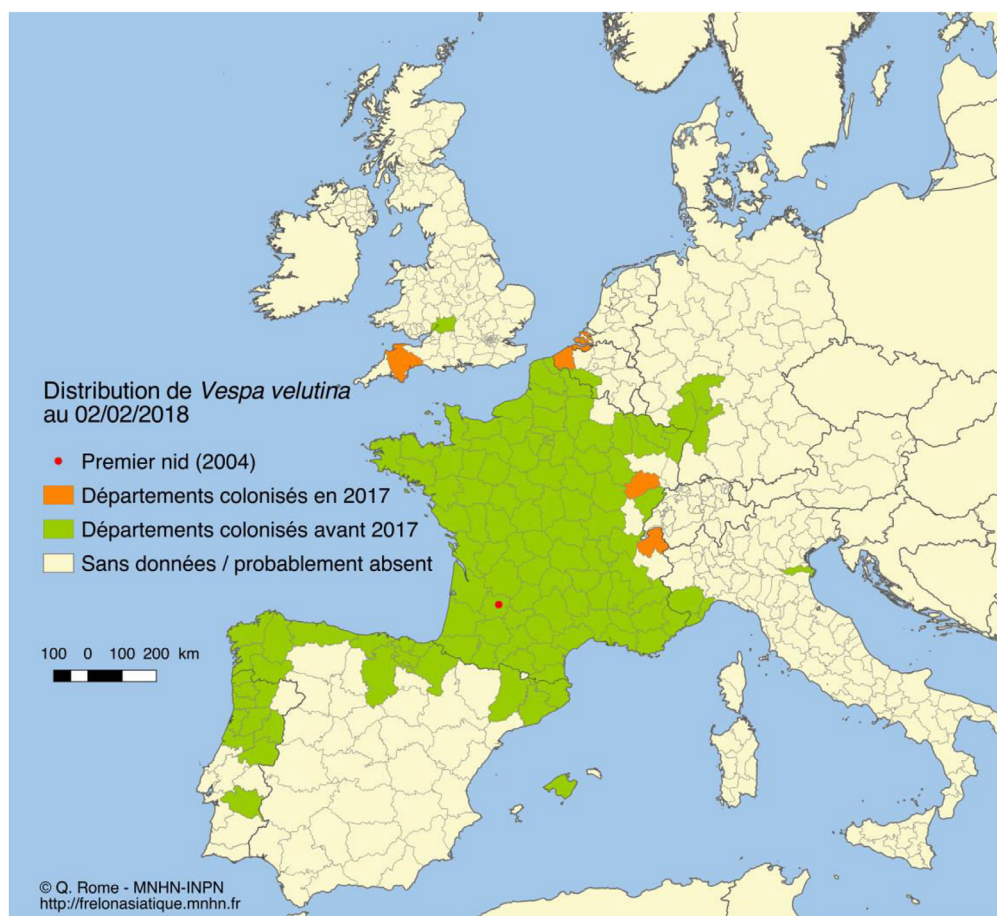 Distribution de Vespa velutina
au 02/02/2018
Premier nid (2004)
Départements colonisés en 2017
Départements colonisés avant 2017
Sans données / probablement absent
100 0 100 200 km
© Q. Rome - MNHN-INPN
http://frelonasiatique.mnhn.fr